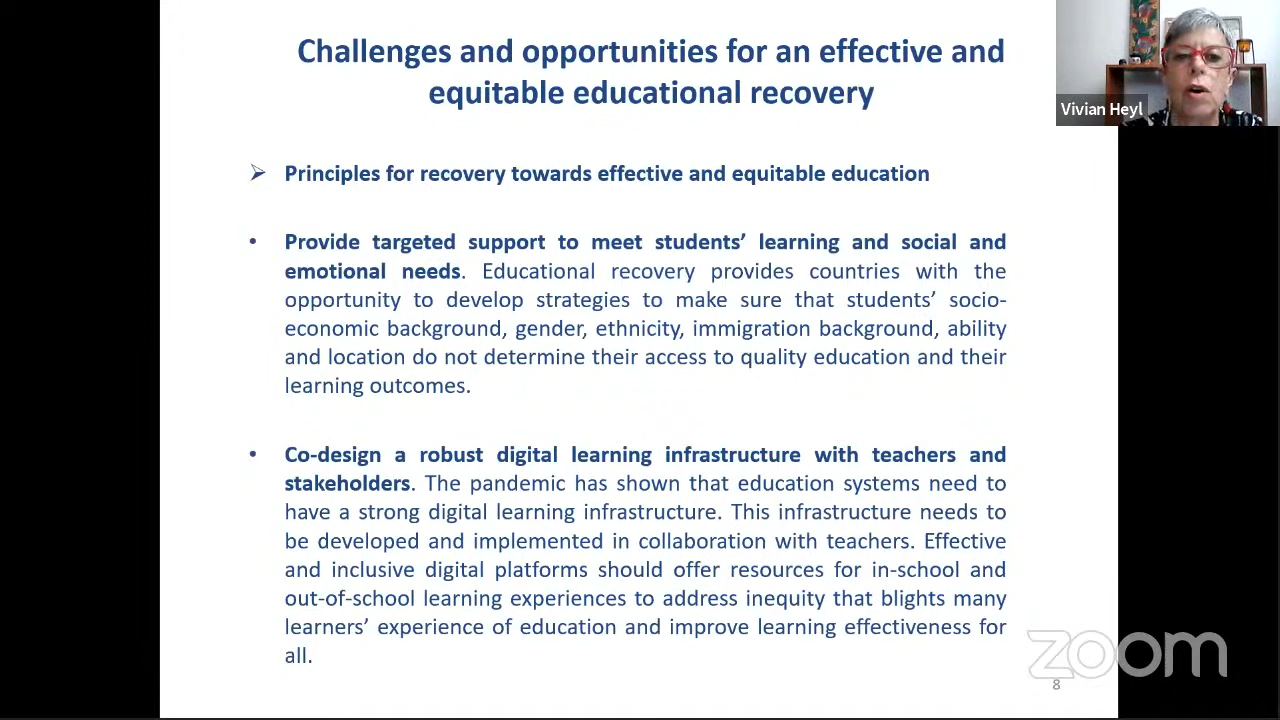 Challenges and opportunities for an effective and
equitable educational recovery
Vivian Heyl
➢ Principles for recovery towards effective and equitable education
• Provide targeted support to meet students’ learning and social and
emotional needs. Educational recovery provides countries with the
opportunity to develop strategies to make sure that students’ socio-
economic background, gender, ethnicity, immigration background, ability
and location do not determine their access to quality education and their
learning outcomes.
• Co-design a robust digital learning infrastructure with teachers and
stakeholders. The pandemic has shown that education systems need to
have a strong digital learning infrastructure. This infrastructure needs to
be developed and implemented in collaboration with teachers. Effective
and inclusive digital platforms should offer resources for in-school and
out-of-school learning experiences to address inequity that blights many
learners’ experience of education and improve learning effectiveness for
all.
zoom
8